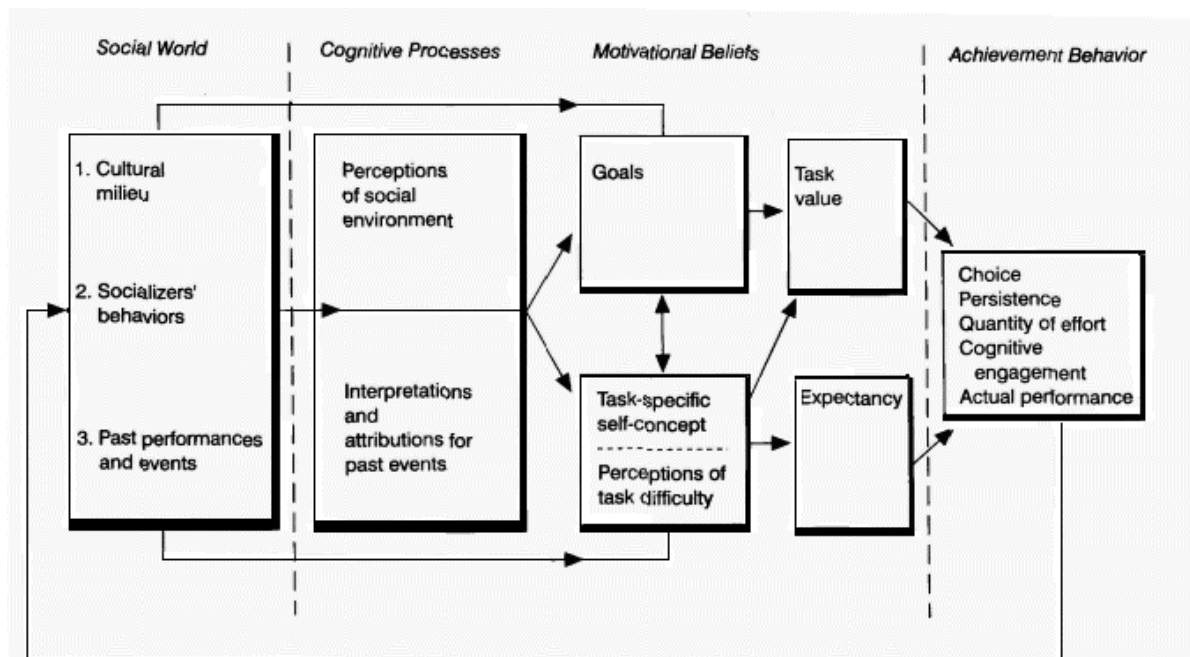 Social World
Cognitive Processes
Motivational Beliefs
Achievement Behavior
1. Cultural
milieu
2. Socializers'
behaviors
3. Past performances
and events
Perceptions
of social
environment
Interpretations
and
attributions for
past events
Goals
Task-specific
self-concept
Perceptions of
task difficulty
Task
value
Expectancy
Choice
Persistence
Quantity of effort
Cognitive
engagement
Actual performance